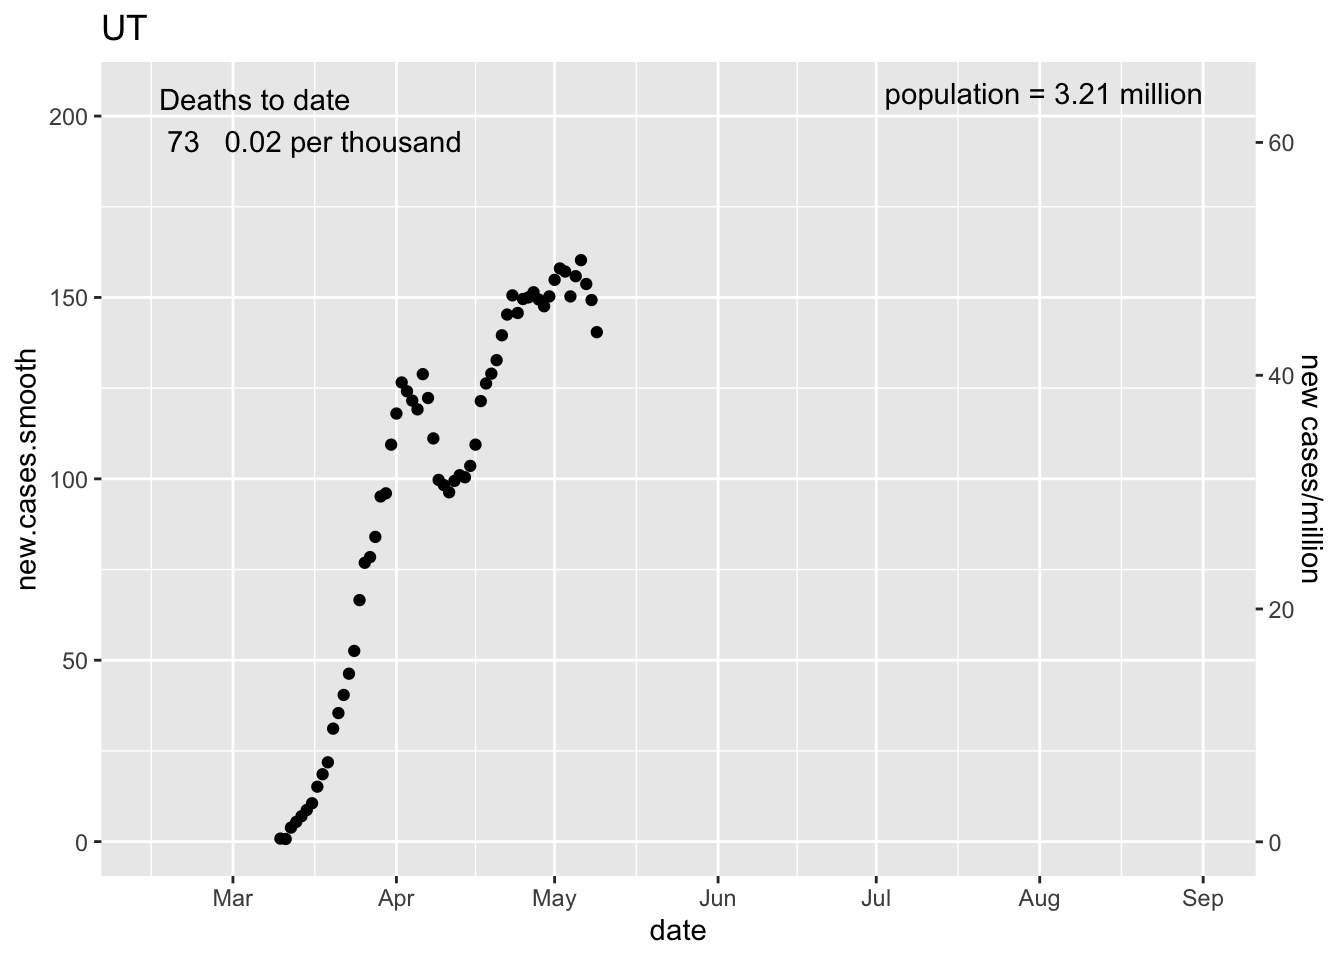 UT
Deaths to date
73 0.02 per thousand
population = 3.21 million
200
150
100
50
0
new.cases.smooth
60
40
20
0
new cases/million
Mar Apr May Jun Jul Aug Sep
date